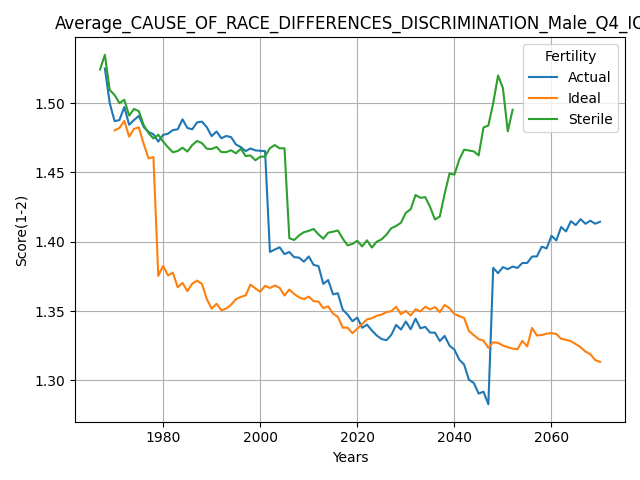 Average_CAUSE_OF_RACE_DIFFERENCES_DISCRIMINATION_Male_Q4_IQ
Fertility
Actual
Ideal
Sterile
Score(1-2)
1.50
1.45
1.40
1.35
1.30
1980 2000 2020 2040 2060
Years